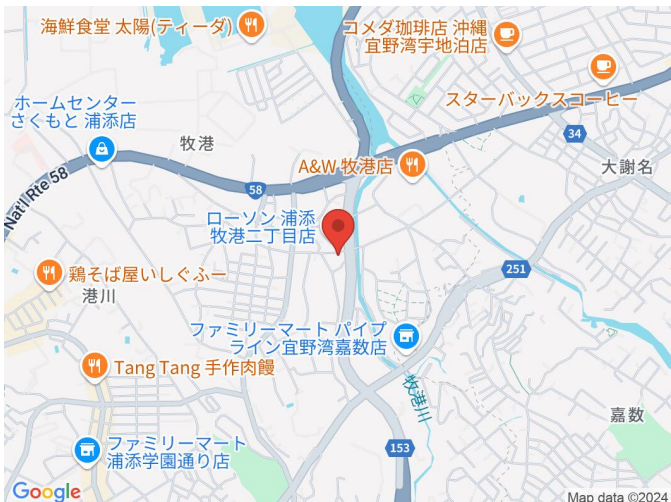 海鮮食堂 太陽(ティーダ)
コメダ珈琲店 沖縄
宜野湾宇地泊店
スターバックスコーヒー
ホームセンター
さくもと 浦添店
牧港
34
A&W 牧港店
大謝名
Nat'l Rte 58
58
ローソン 浦添
牧港二丁目店
251
鶏そば屋いしぐふー
港川
ファミリーマート パイプ
ライン宜野湾嘉数店
Tang Tang 手作肉饅
牧港川
嘉数
ファミリーマート
浦添学園通り店
153
Google
Map data ©2024